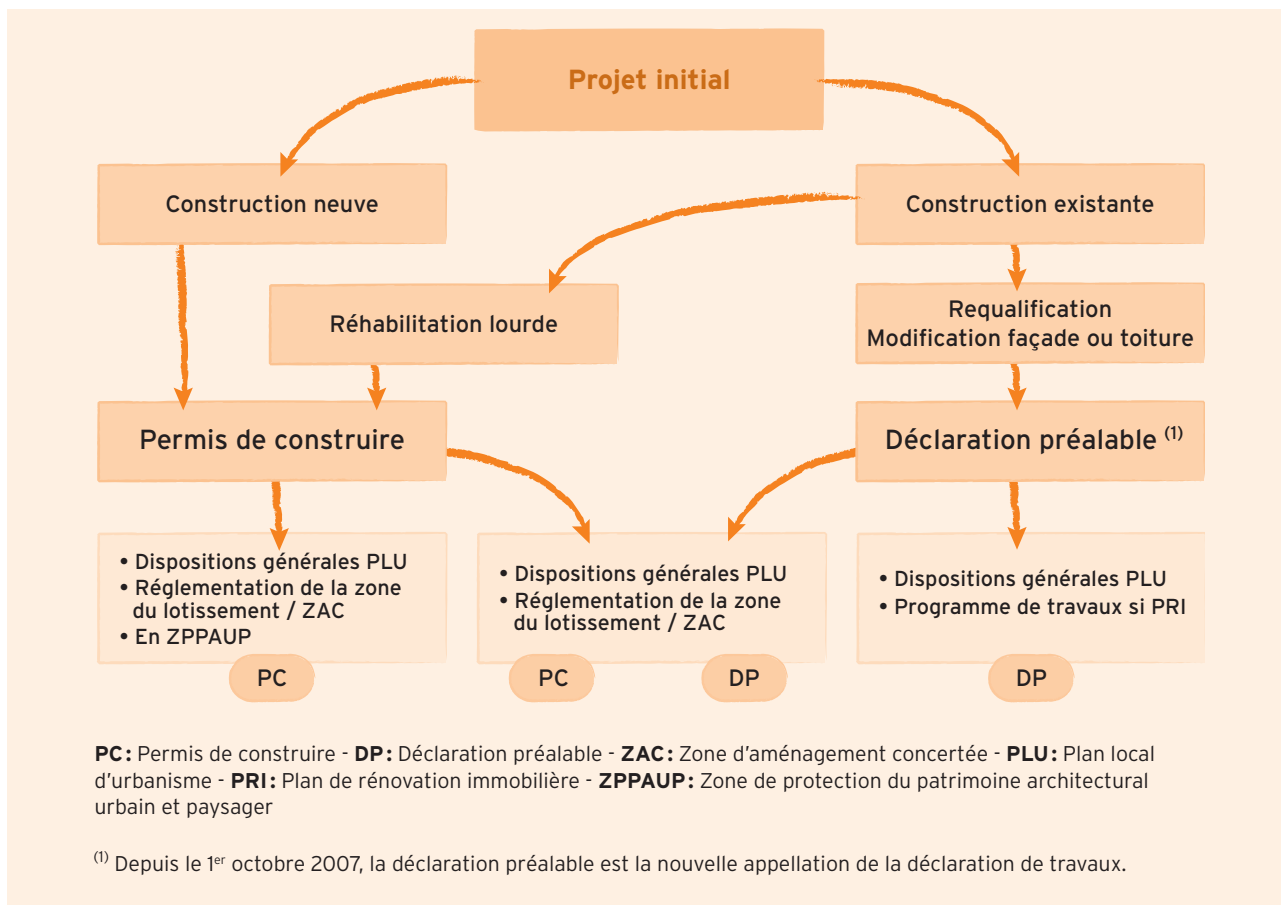 Projet initial
Construction neuve
Construction existante
Réhabilitation lourde
Requalification
Modification façade ou toiture
Permis de construire
Déclaration préalable (1)
• Dispositions générales PLU
• Réglementation de la zone
du lotissement / ZAC
• En ZPPAUP
PC
• Dispositions générales PLU
• Réglementation de la zone
du lotissement / ZAC
PC
DP
• Dispositions générales PLU
• Programme de travaux si PRI
DP
PC : Permis de construire - DP : Déclaration préalable - ZAC : Zone d'aménagement concertée - PLU : Plan local
d'urbanisme - PRI : Plan de rénovation immobilière - ZPPAUP : Zone de protection du patrimoine architectural
urbain et paysager
(1) Depuis le 1er octobre 2007, la déclaration préalable est la nouvelle appellation de la déclaration de travaux.